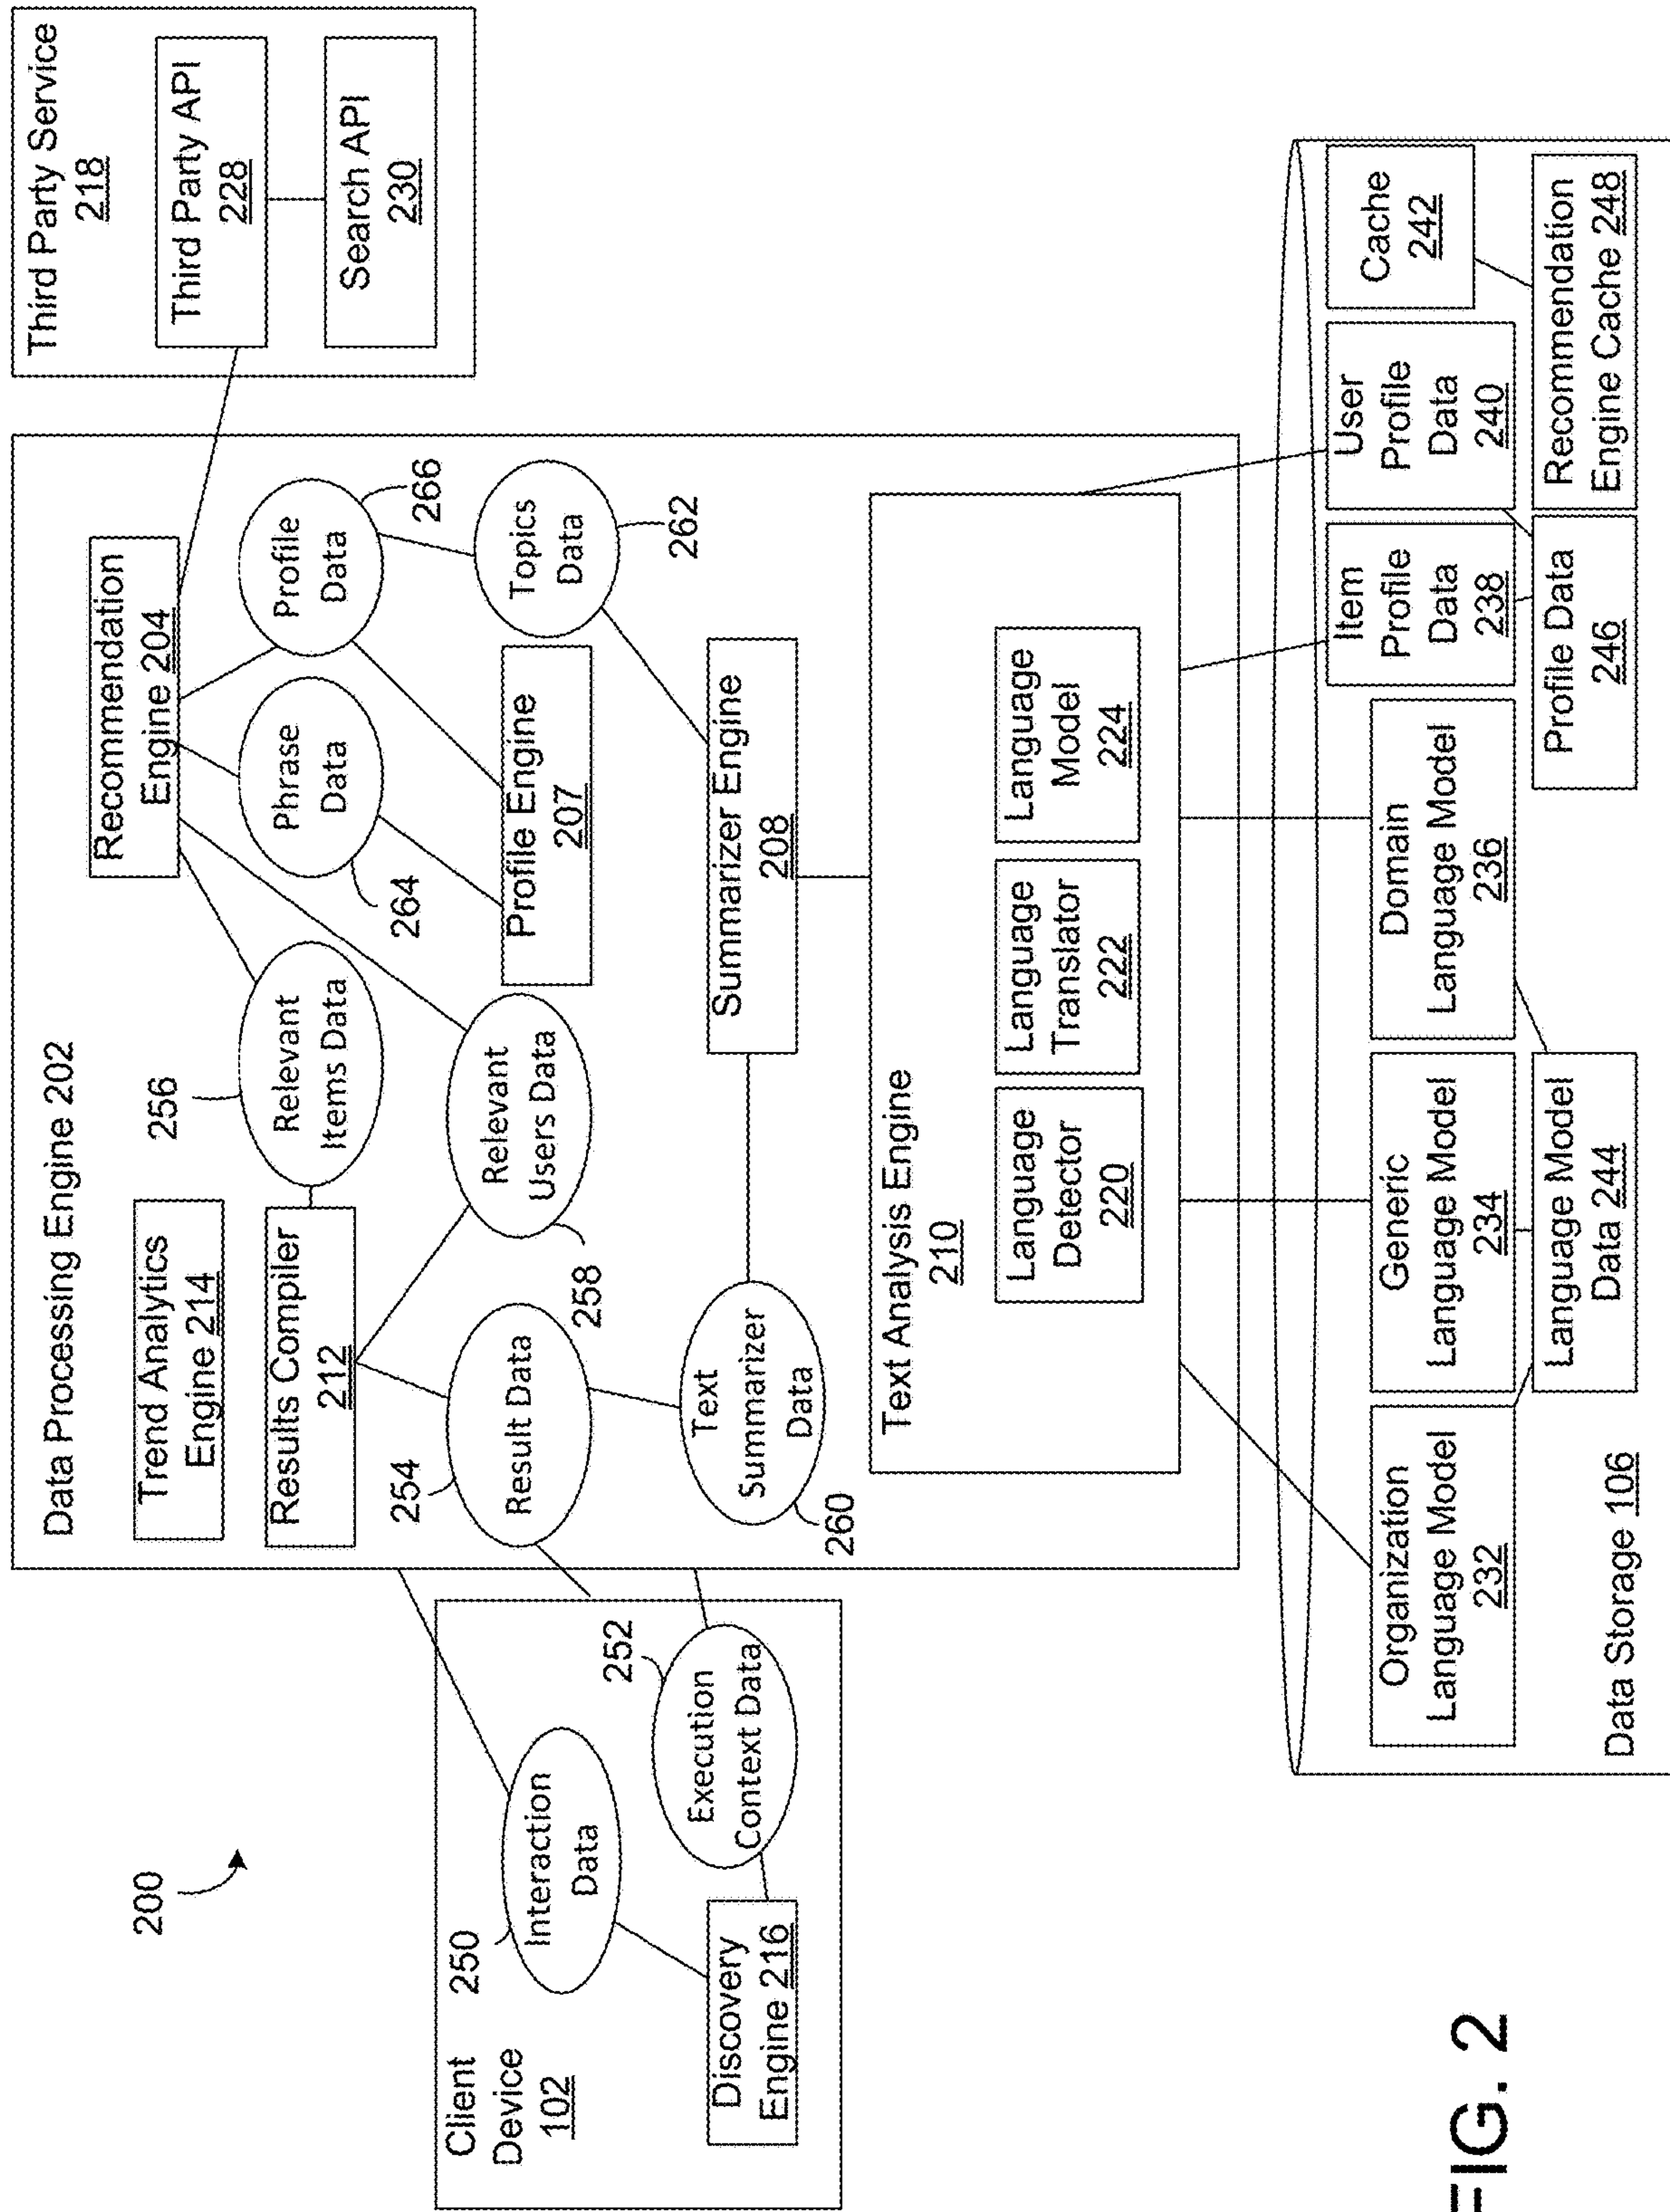 200
Client
Device
102
250
Interaction
Data
252
Execution
Context Data
Discovery
Engine 216
Data Processing Engine 202
Trend Analytics
Engine 214
Results Compiler
212
254
Result Data
256
Relevant
Items Data
258
Relevant
Users Data
260
Text
Summarizer
Data
Recommendation
Engine 204
264
Phrase
Data
266
Profile
Data
Profile Engine
207
262
Topics
Data
Summarizer Engine
208
Text Analysis Engine
210
Language
Detector
220
Language
Translator
222
Language
Model
224
Third Party Service
218
Third Party API
228
Search API
230
Organization
Language Model
232
Generic
Language Model
234
Domain
Language Model
236
Item
Profile
Data
238
User
Profile
Data
240
Cache
242
Language Model
Data 244
Profile Data
246
Recommendation
Engine Cache 248
Data Storage 106
FIG. 2